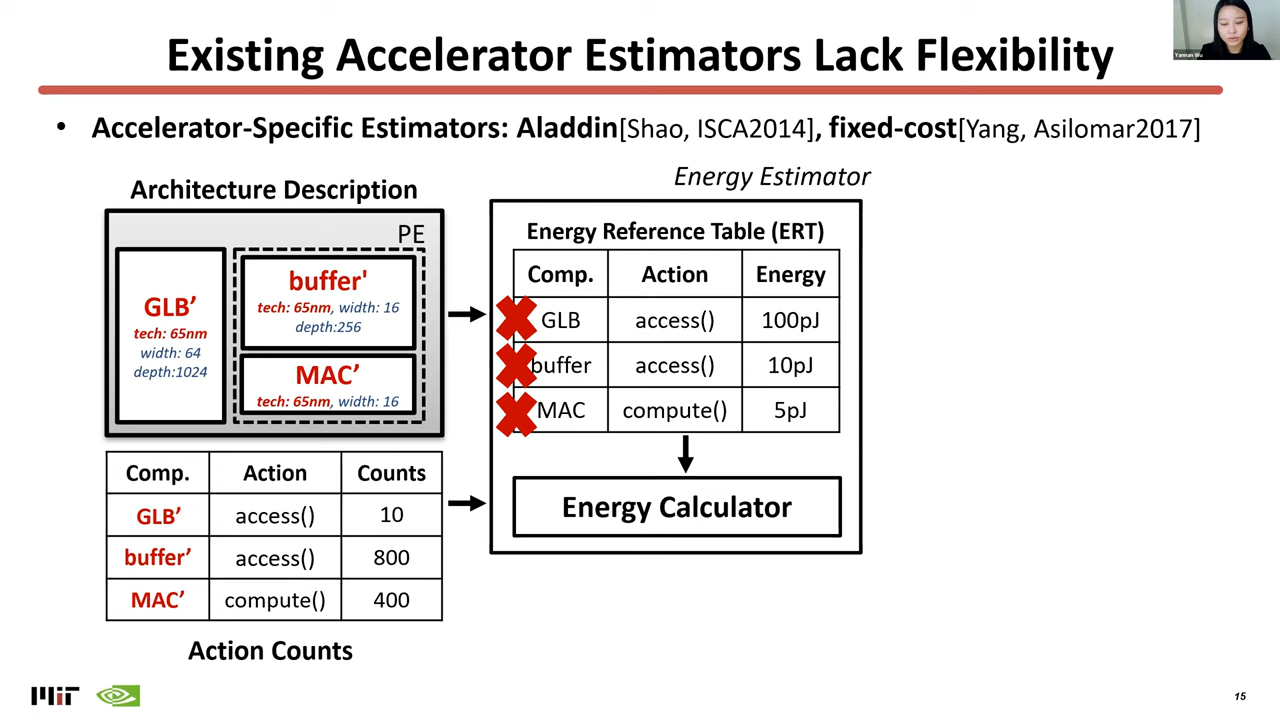 Existing Accelerator Estimators Lack Flexibility
Yannan Wu
• Accelerator-Specific Estimators: Aladdin[Shao, ISCA2014], fixed-cost[Yang, Asilomar2017]
Architecture Description
PE
GLB’
tech: 65nm
width: 64
depth:1024
buffer'
tech: 65nm, width: 16
depth:256
MAC’
tech: 65nm, width: 16
Comp. Action Counts
GLB’ access() 10
buffer’ access() 800
MAC’ compute() 400
Action Counts
Energy Estimator
Energy Reference Table (ERT)
Comp. Action Energy
GLB access() 100pJ
buffer access() 10pJ
MAC compute() 5pJ
Energy Calculator
MIT
15